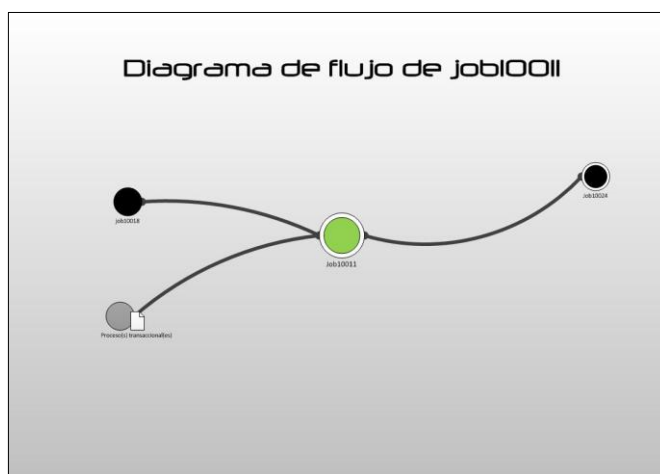 Diagrama de flujo de job10011
job10018
Job10024
Job10011
Proceso(s) transaccional(es)